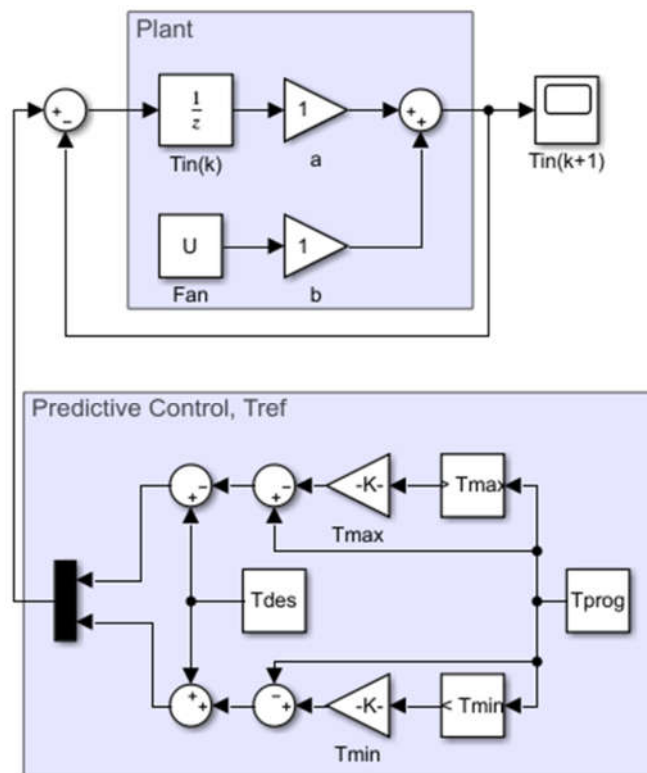 Plant
+
−
1
z
1
+
+
Tin(k)
a
Tin(k+1)
U
1
Fan
b
Predictive Control, Tref
−
+
−
+
-K-
> Tmax
Tmax
Tdes
Tprog
+
+
−
+
-K-
< Tmin
Tmin